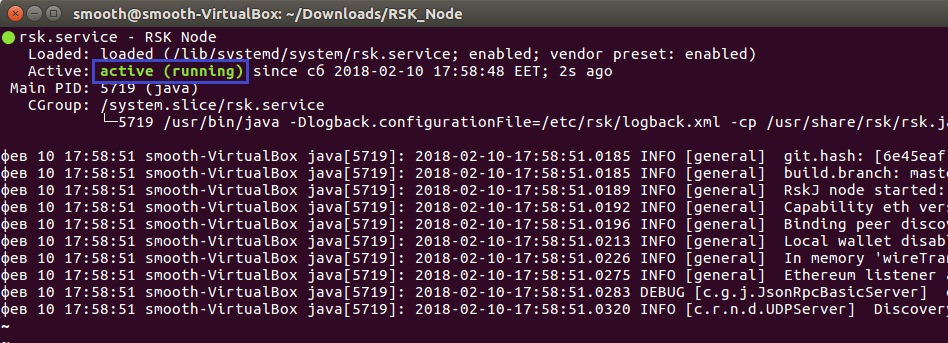 smooth@smooth-VirtualBox: ~/Downloads/RSK_Node
rsk.service - RSK Node
Loaded: loaded (/lib/systemd/system/rsk.service; enabled; vendor preset: enabled)
Active: active (running) since сб 2018-02-10 17:58:48 EET; 2s ago
Main PID: 5719 (java)
CGroup: /system.slice/rsk.service
└─5719 /usr/bin/java -Dlogback.configurationFile=/etc/rsk/logback.xml -cp /usr/share/rsk/rsk.ja
фев 10 17:58:51 smooth-VirtualBox java[5719]: 2018-02-10-17:58:51.0185 INFO [general]  git.hash: [6e45eaf
фев 10 17:58:51 smooth-VirtualBox java[5719]: 2018-02-10-17:58:51.0185 INFO [general]  build.branch: maste
фев 10 17:58:51 smooth-VirtualBox java[5719]: 2018-02-10-17:58:51.0189 INFO [general]  RskJ node started:
фев 10 17:58:51 smooth-VirtualBox java[5719]: 2018-02-10-17:58:51.0192 INFO [general]  Capability eth vers
фев 10 17:58:51 smooth-VirtualBox java[5719]: 2018-02-10-17:58:51.0196 INFO [general]  Binding peer discov
фев 10 17:58:51 smooth-VirtualBox java[5719]: 2018-02-10-17:58:51.0213 INFO [general]  Local wallet disabl
фев 10 17:58:51 smooth-VirtualBox java[5719]: 2018-02-10-17:58:51.0226 INFO [general]  In memory 'wireTran
фев 10 17:58:51 smooth-VirtualBox java[5719]: 2018-02-10-17:58:51.0275 INFO [general]  Ethereum listener
фев 10 17:58:51 smooth-VirtualBox java[5719]: 2018-02-10-17:58:51.0283 DEBUG [c.g.j.JsonRpcBasicServer]
фев 10 17:58:51 smooth-VirtualBox java[5719]: 2018-02-10-17:58:51.0320 INFO [c.r.n.d.UDPServer]  Discovery
~
~